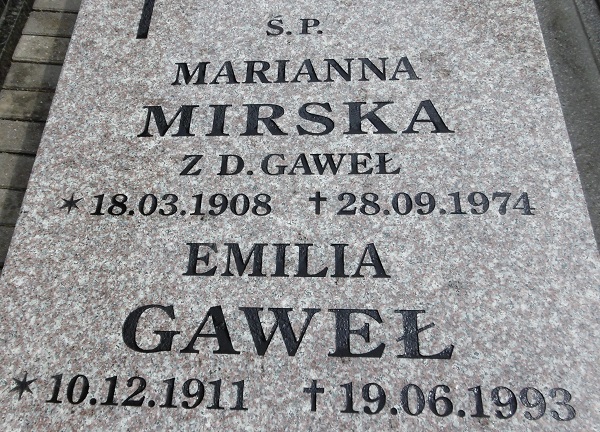 Ś. P.
MARIANNA
MIRSKA
Z D. GAWEŁ
* 18.03.1908 † 28.09.1974
EMILIA
GAWEŁ
* 10.12.1911 † 19.06.1993